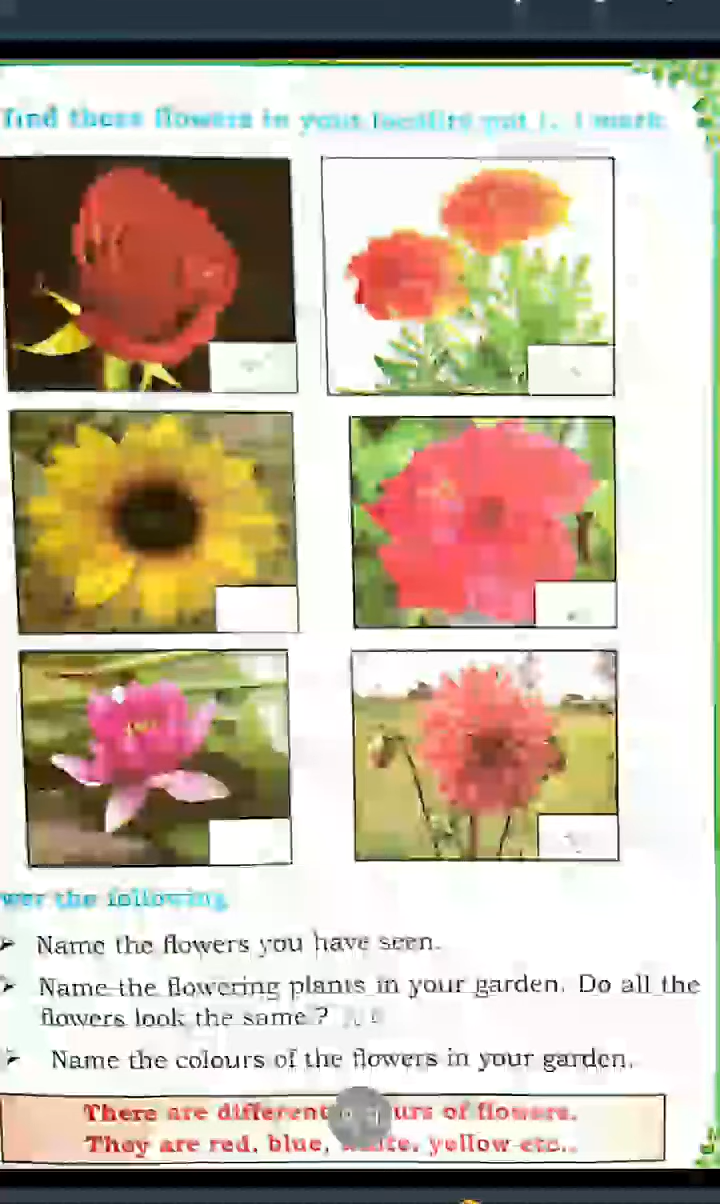 find these flowers in your locality put (  ) mark
wer the following
➢ Name the flowers you have seen.
➢ Name the flowering plants in your garden. Do all the
flowers look the same ?
➢ Name the colours of the flowers in your garden.
There are different urs of flowers.
They are red, blue, white, yellow etc..